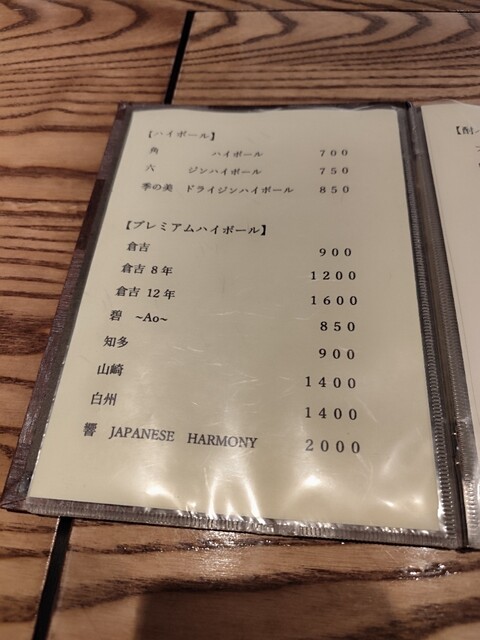 【ハイボール】
角 ハイボール 700
六 ジンハイボール 750
季の美 ドライジンハイボール 850
【プレミアムハイボール】
倉吉 900
倉吉 8年 1200
倉吉 12年 1600
碧 ~Ao~ 850
知多 900
山崎 1400
白州 1400
響 JAPANESE HARMONY 2000
【酎ハ